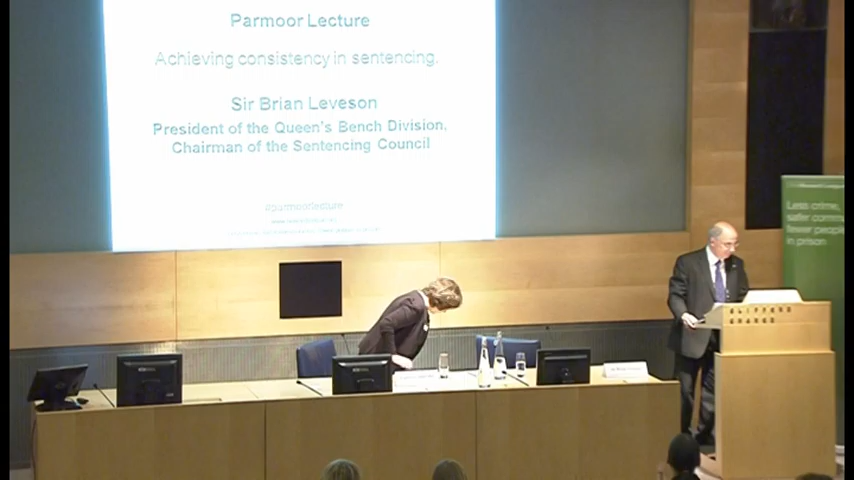 Parmoor Lecture
Achieving consistency in sentencing.
Sir Brian Leveson
President of the Queen's Bench Division,
Chairman of the Sentencing Council
#parmoorlecture
Less crime,
safer
fewer people
in prison